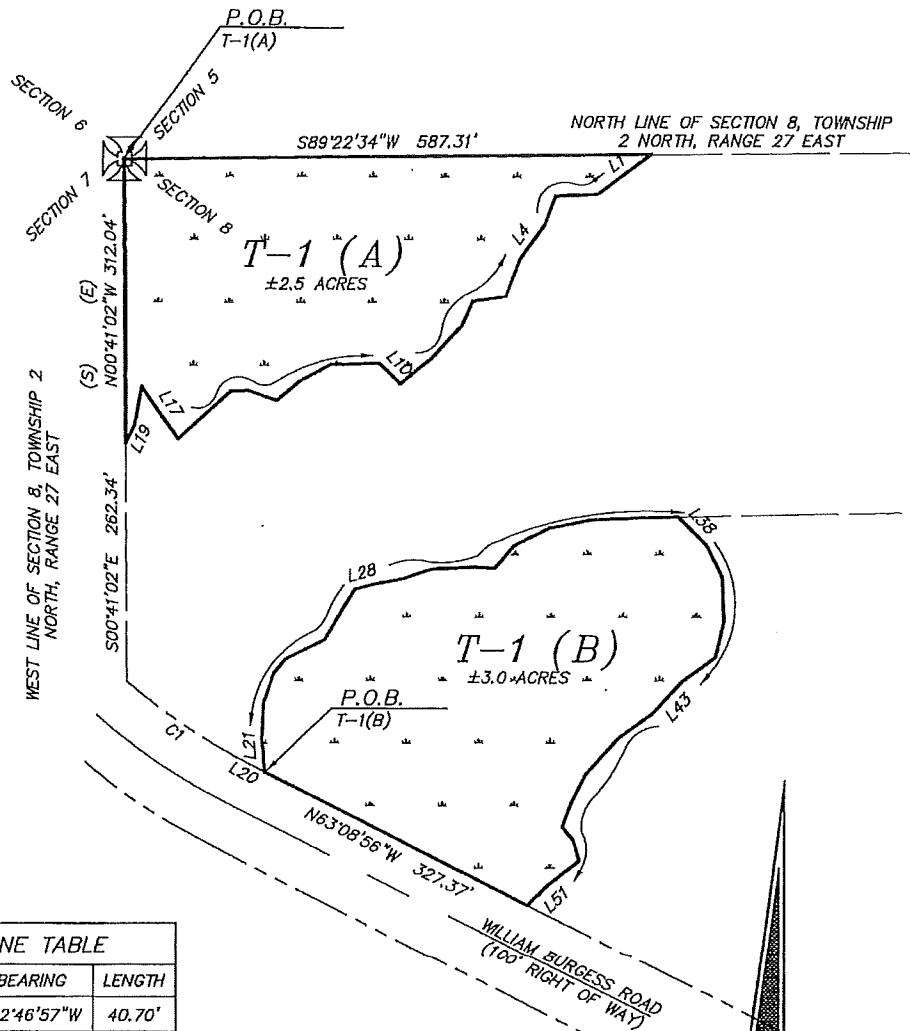 P.O.B.
T-1(A)
SECTION 6
SECTION 5
SECTION 7
SECTION 8
S89°22'34"W 587.31'
NORTH LINE OF SECTION 8, TOWNSHIP
2 NORTH, RANGE 27 EAST
L1
L4
T-1 (A)
±2.5 ACRES
(S) (E)
N00°41'02"W 312.04'
L10
L17
L19
WEST LINE OF SECTION 8, TOWNSHIP 2
NORTH, RANGE 27 EAST
S00°41'02"E 262.34'
L38
L28
T-1 (B)
±3.0 ACRES
P.O.B.
T-1(B)
L43
C1
L21
L20
N63°08'56"W 327.37'
L51
WILLIAM BURGESS ROAD
(100' RIGHT OF WAY)
NE TABLE
BEARING LENGTH
2°46'57"W 40.70'